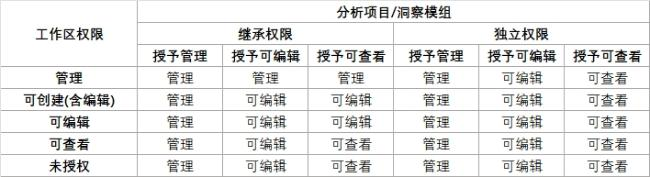 分析项目/洞察模组
工作区权限
继承权限 独立权限
授予管理 授予可编辑 授予可查看 授予管理 授予可编辑 授予可查看
管理 管理 管理 管理 管理 可编辑 可查看
可创建(含编辑) 管理 可编辑 可编辑 管理 可编辑 可查看
可编辑 管理 可编辑 可编辑 管理 可编辑 可查看
可查看 管理 可编辑 可查看 管理 可编辑 可查看
未授权 管理 可编辑 可查看 管理 可编辑 可查看